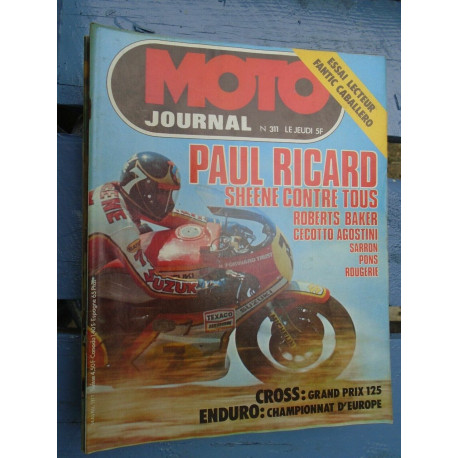 MOTO
JOURNAL N 311 LE JEUDI 5F
ESSAI LECTEUR
FANTIC CABALLERO
PAUL RICARD
SHEENE CONTRE TOUS
ROBERTS BAKER
CECOTTO AGOSTINI
SARRON
PONS
ROUGERIE
SUZUKI
TEXACO
SUZUKI
CROSS: GRAND PRIX 125
ENDURO: CHAMPIONNAT D'EUROPE